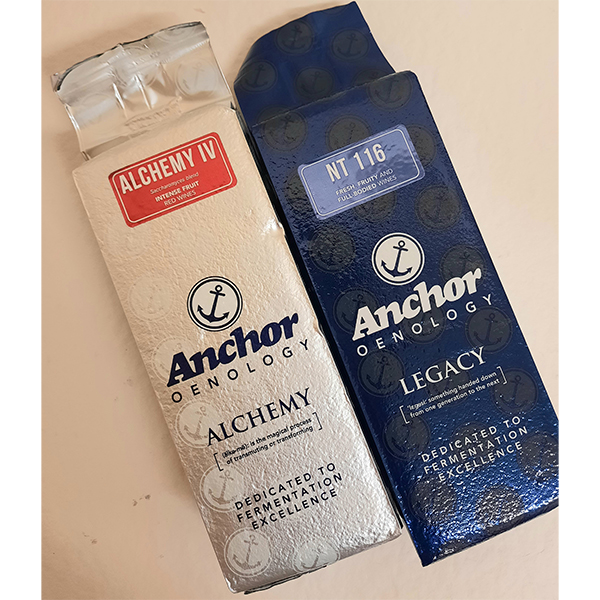 ALCHEMY IV
Saccharomyces blend
INTENSE FRUIT
RED WINES
Anchor
OENOLOGY
ALCHEMY
is the magical process
of transmuting or transforming
DEDICATED TO
FERMENTATION
EXCELLENCE
NT 116
FRESH, FRUITY AND
FULL BODIED WINES
Anchor
OENOLOGY
LEGACY
something handed down
from one generation to the next
DEDICATED TO
FERMENTATION
EXCELLENCE